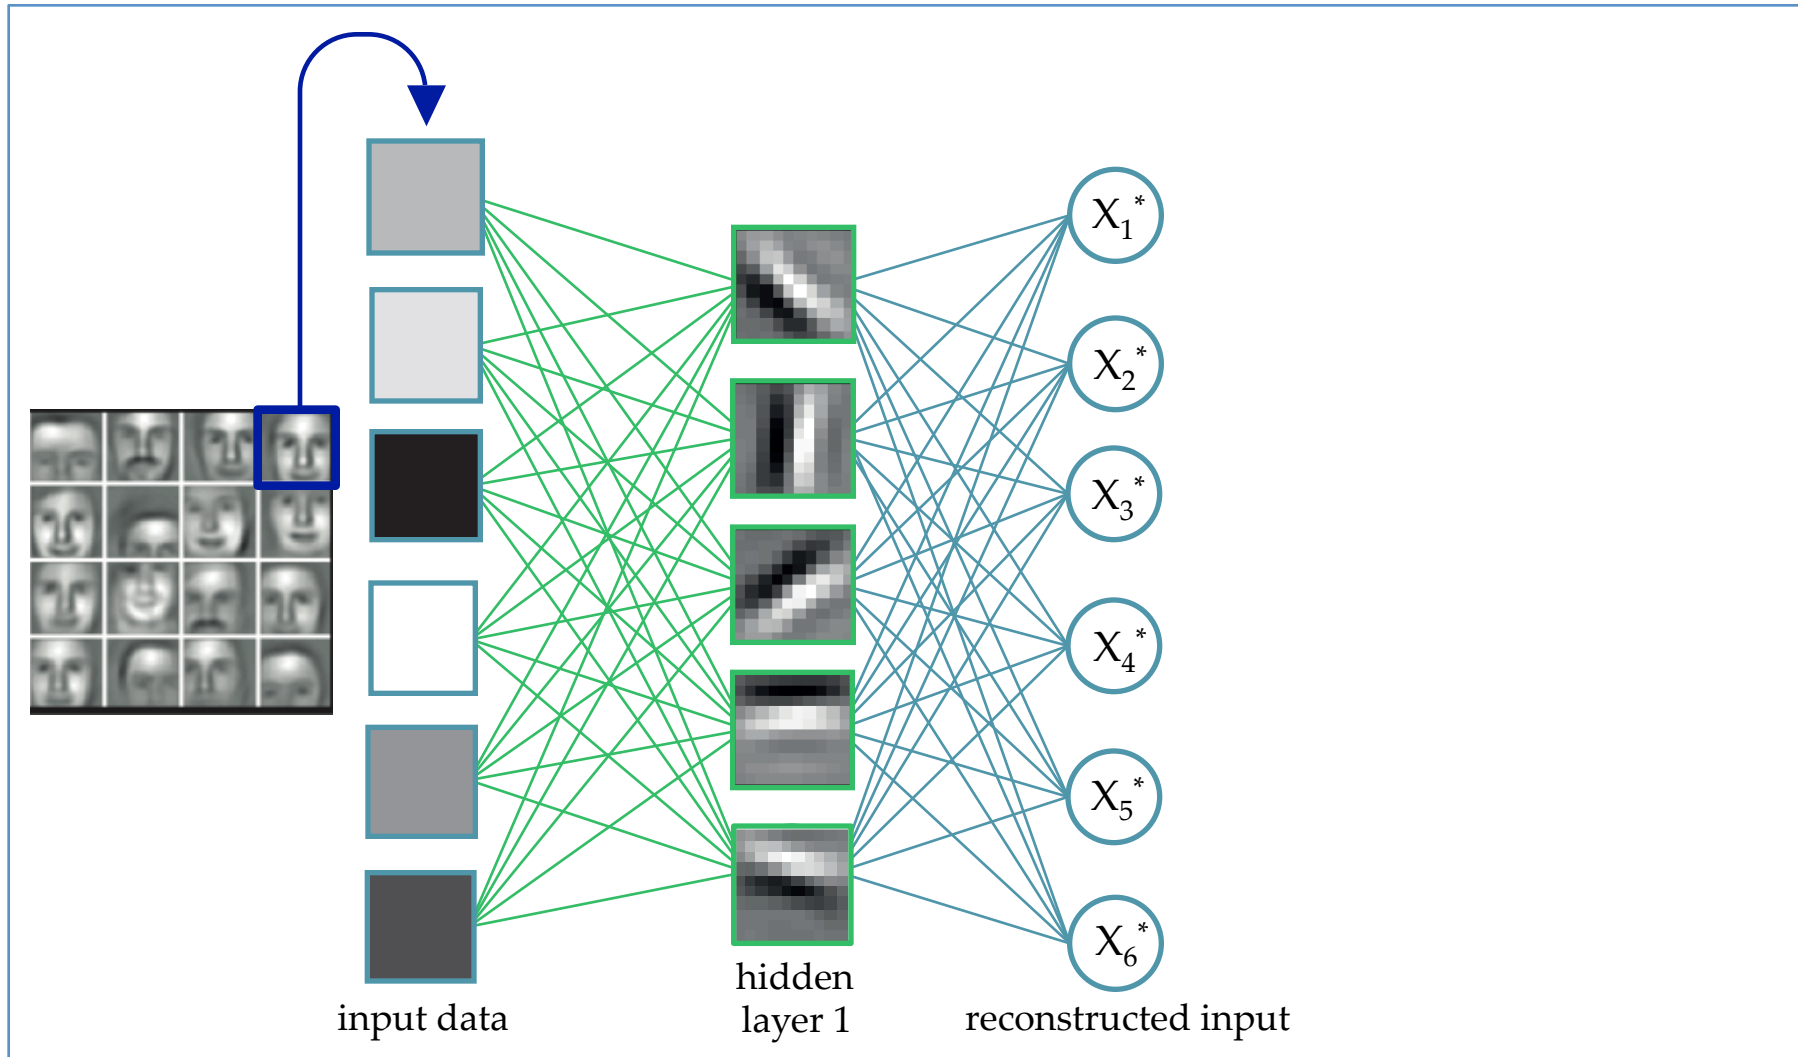 X₁*
X₂*
X₃*
X₄*
X₅*
X₆*
hidden
layer 1
input data
reconstructed input